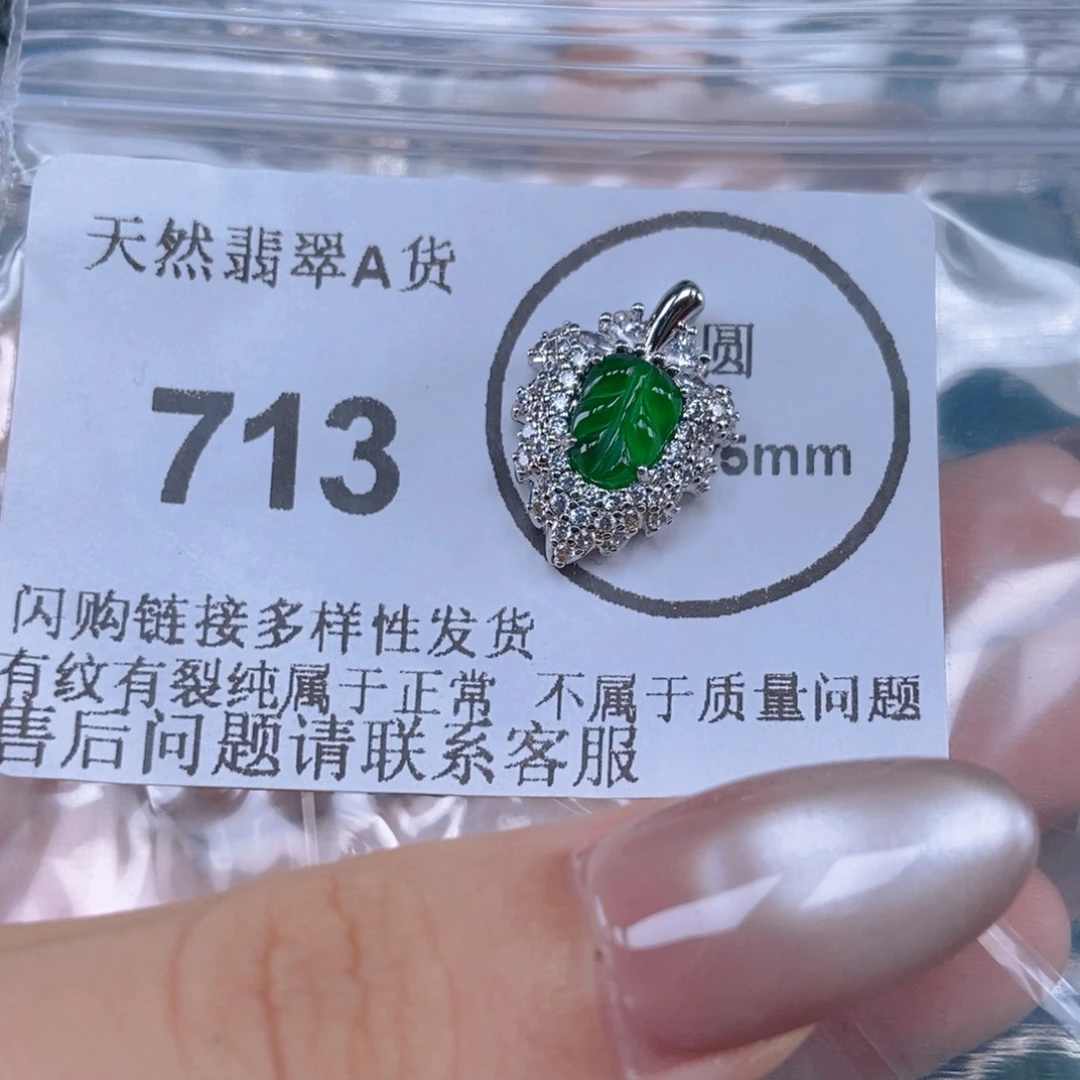 天然翡翠A货
圆
713
5mm
闪购链接多样性发货
有纹有裂纯属于正常 不属于质量问题
售后问题请联系客服